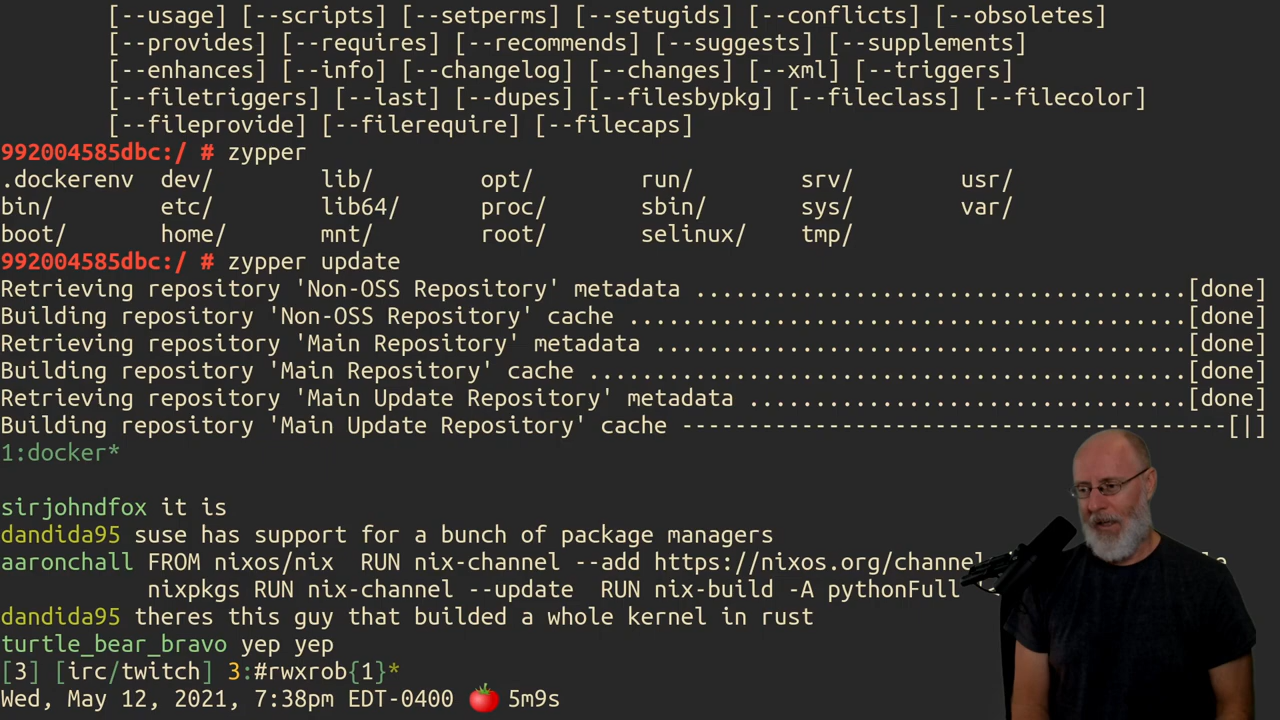 [--usage] [--scripts] [--setperms] [--setugids] [--conflicts] [--obsoletes]
[--provides] [--requires] [--recommends] [--suggests] [--supplements]
[--enhances] [--info] [--changelog] [--changes] [--xml] [--triggers]
[--filetriggers] [--last] [--dupes] [--filesbypkg] [--fileclass] [--filecolor]
[--fileprovide] [--filerequire] [--filecaps]
992004585dbc:/ # zypper
.dockerenv dev/ lib/ opt/ run/ srv/ usr/
bin/ etc/ lib64/ proc/ sbin/ sys/ var/
boot/ home/ mnt/ root/ selinux/ tmp/
992004585dbc:/ # zypper update
Retrieving repository 'Non-OSS Repository' metadata .....................................[done]
Building repository 'Non-OSS Repository' cache ..........................................[done]
Retrieving repository 'Main Repository' metadata ........................................[done]
Building repository 'Main Repository' cache .............................................[done]
Retrieving repository 'Main Update Repository' metadata .................................[done]
Building repository 'Main Update Repository' cache -----------------------------------------[|]
1:docker*
sirjohndfox it is
dandida95 suse has support for a bunch of package managers
aaronchall FROM nixos/nix  RUN nix-channel --add https://nixos.org/channel
nixpkgs RUN nix-channel --update  RUN nix-build -A pythonFull
dandida95 theres this guy that builded a whole kernel in rust
turtle_bear_bravo yep yep
[3] [irc/twitch] 3:#rwxrob{1}*
Wed, May 12, 2021, 7:38pm EDT-0400 🍅 5m9s